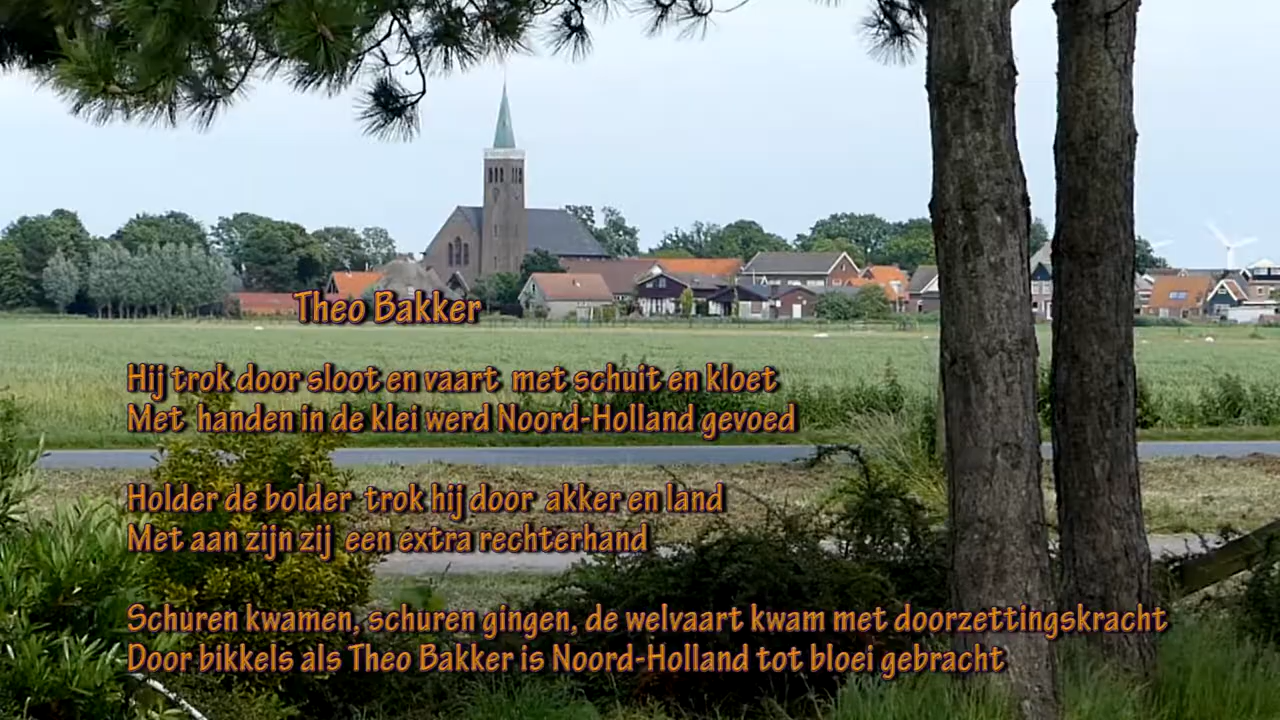 Theo Bakker
Hij trok door sloot en vaart met schuit en kloet
Met handen in de klei werd Noord-Holland gevoed
Holder de bolder trok hij door akker en land
Met aan zijn zij een extra rechterhand
Schuren kwamen, schuren gingen, de welvaart kwam met doorzettingskracht
Door bikkels als Theo Bakker is Noord-Holland tot bloei gebracht